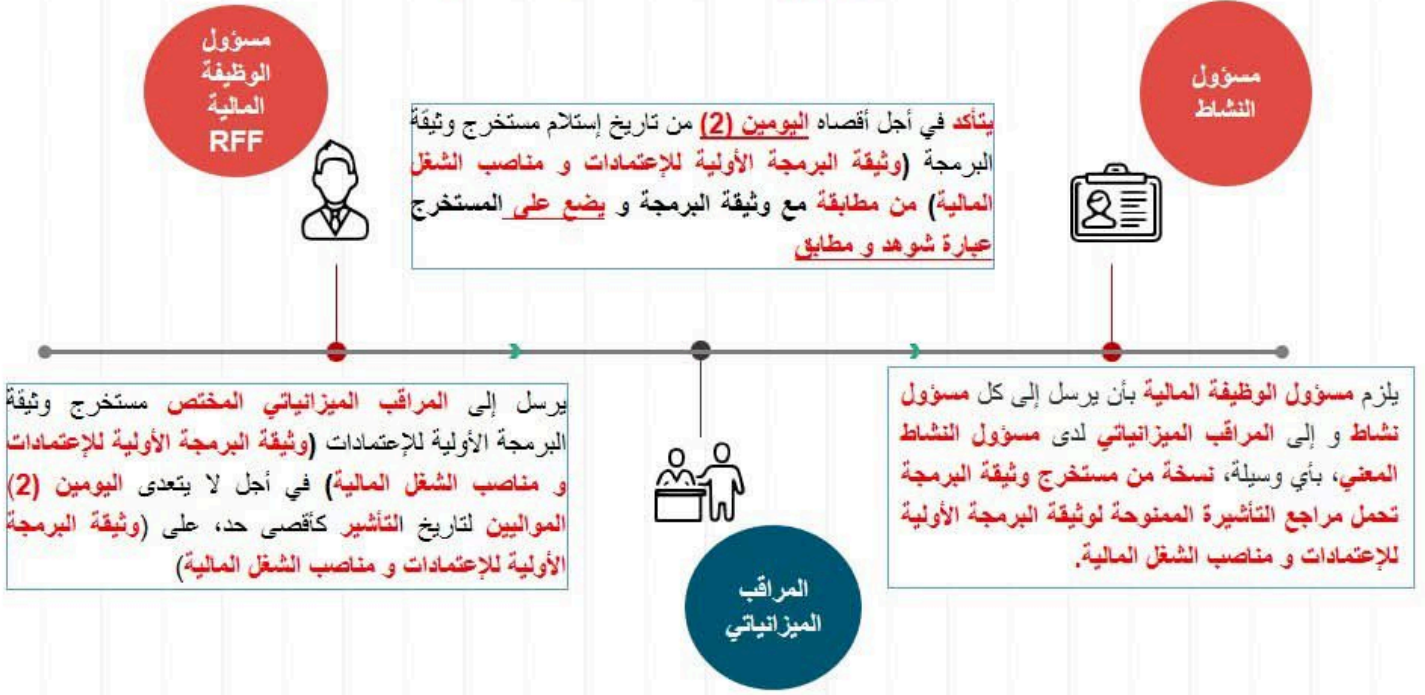 مسؤول
الوظيفة
المالية
RFF
مسؤول
النشاط
يتأكد في أجل أقصاه اليومين (2) من تاريخ إستلام مستخرج وثيقة
البرمجة (وثيقة البرمجة الأولية للإعتمادات و مناصب الشغل
المالية) من مطابقة مع وثيقة البرمجة و يضع على المستخرج
عبارة شوهد و مطابق
يرسل إلى المراقب الميزانياتي المختص مستخرج وثيقة
البرمجة الأولية للإعتمادات (وثيقة البرمجة الأولية للإعتمادات
و مناصب الشغل المالية) في أجل لا يتعدى اليومين (2)
المواليين لتاريخ التأشير كأقصى حد، على (وثيقة البرمجة
الأولية للإعتمادات و مناصب الشغل المالية)
يلزم مسؤول الوظيفة المالية بأن يرسل إلى كل مسؤول
نشاط و إلى المراقب الميزانياتي لدى مسؤول النشاط
المعني، بأي وسيلة، نسخة من مستخرج وثيقة البرمجة
تحمل مراجع التأشيرة الممنوحة لوثيقة البرمجة الأولية
للإعتمادات و مناصب الشغل المالية.
المراقب
الميزانياتي